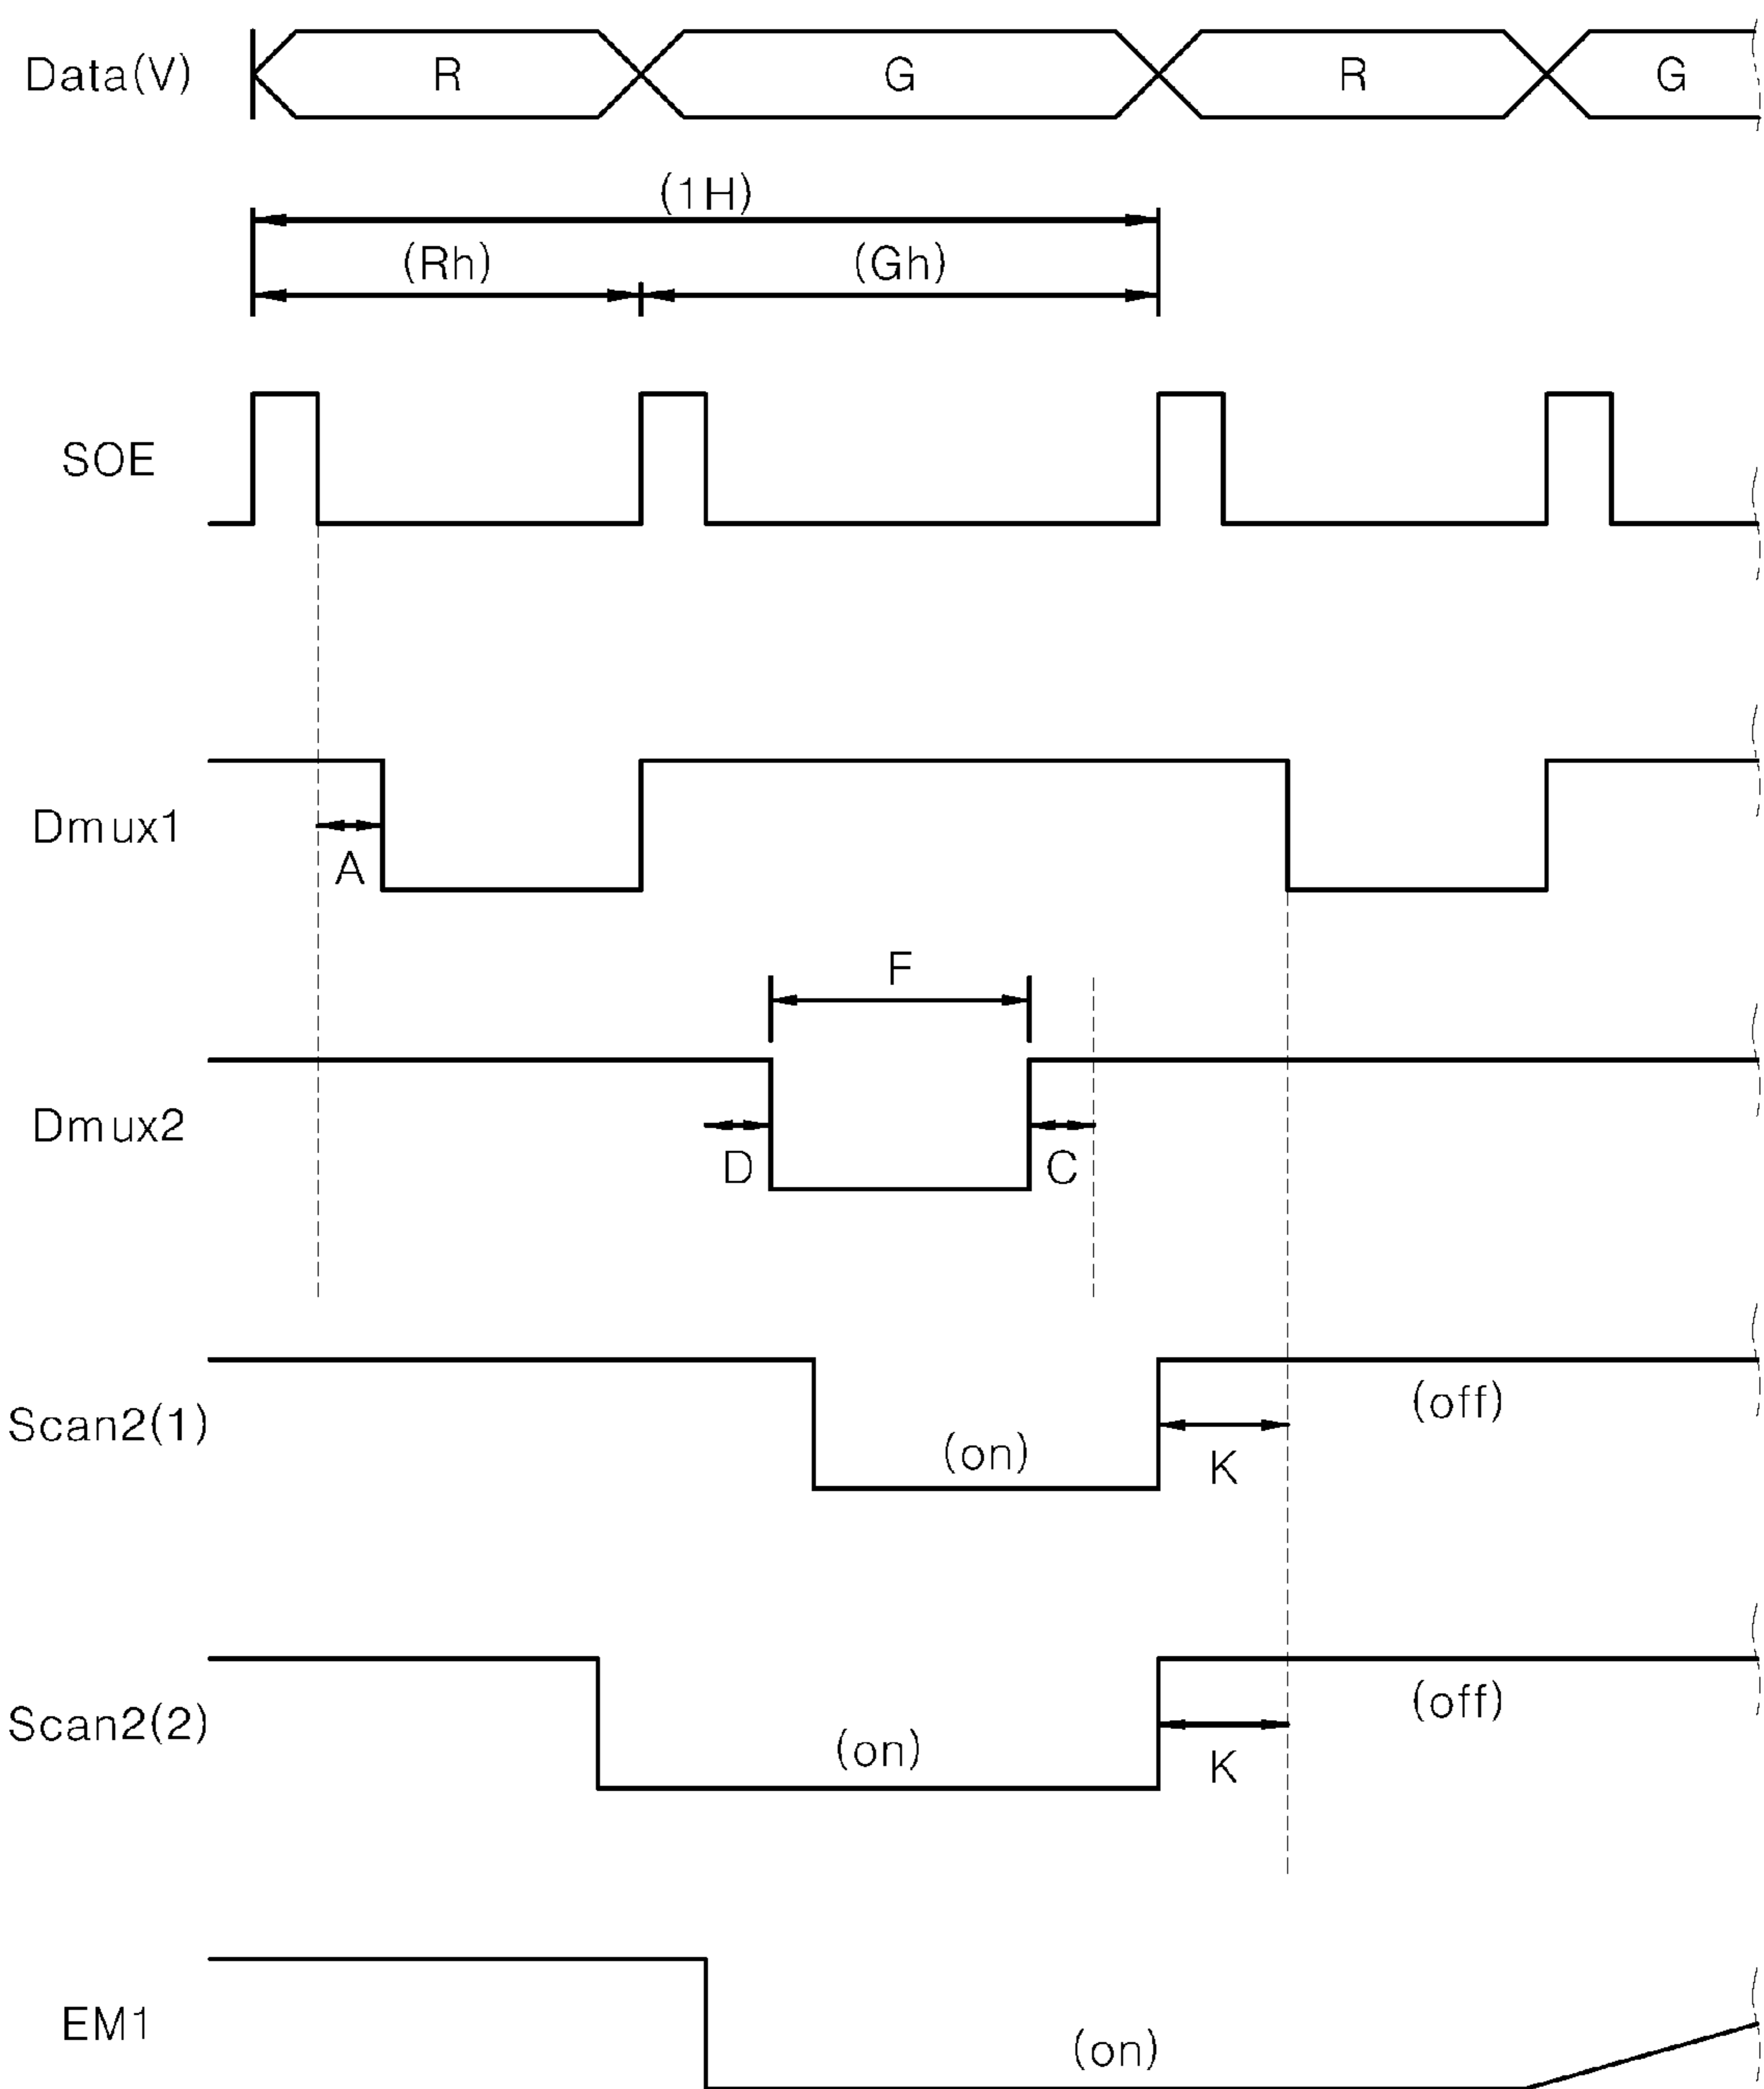 Data(V) R G R G
(1H)
(Rh) (Gh)
SOE
Dmux1
A
F
Dmux2
D C
Scan2(1) (on) (off)
K
Scan2(2) (on) (off)
K
EM1 (on)